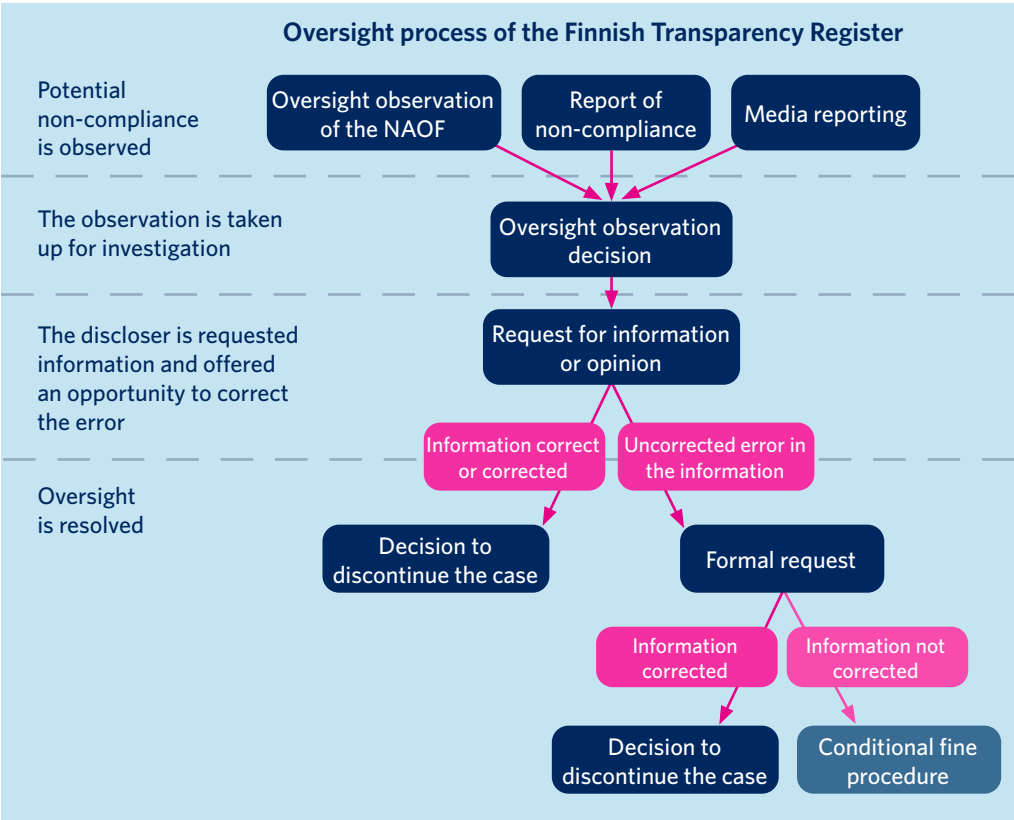 Oversight process of the Finnish Transparency Register
Potential
non-compliance
is observed
Oversight observation
of the NAOF
Report of
non-compliance
Media reporting
The observation is taken
up for investigation
Oversight observation
decision
The discloser is requested
information and offered
an opportunity to correct
the error
Request for information
or opinion
Information correct
or corrected
Uncorrected error in
the information
Oversight
is resolved
Decision to
discontinue the case
Formal request
Information
corrected
Information not
corrected
Decision to
discontinue the case
Conditional fine
procedure